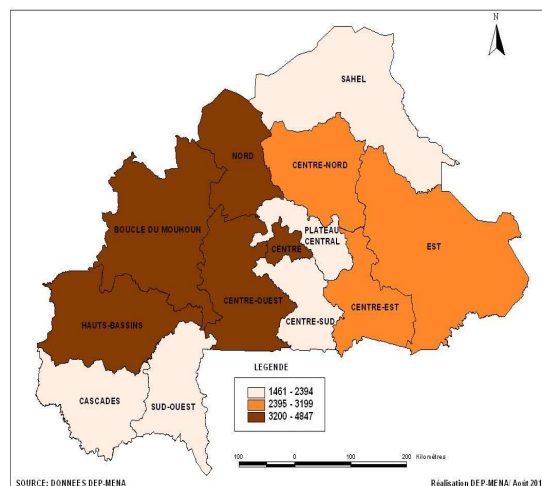 N
SAHEL
NORD
CENTRE-NORD
BOUCLE DU MOUHOUN
PLATEAU
CENTRAL
CENTRE
EST
CENTRE-OUEST
CENTRE-EST
HAUTS-BASSINS
CENTRE-SUD
CASCADES
SUD-OUEST
LEGENDE
1461 - 2394
2395 - 3199
3200 - 4847
100 0 100 200 Kilométres
SOURCE: DONNEES DEP-MENA
Réalisation DEP-MENA/ Août 201